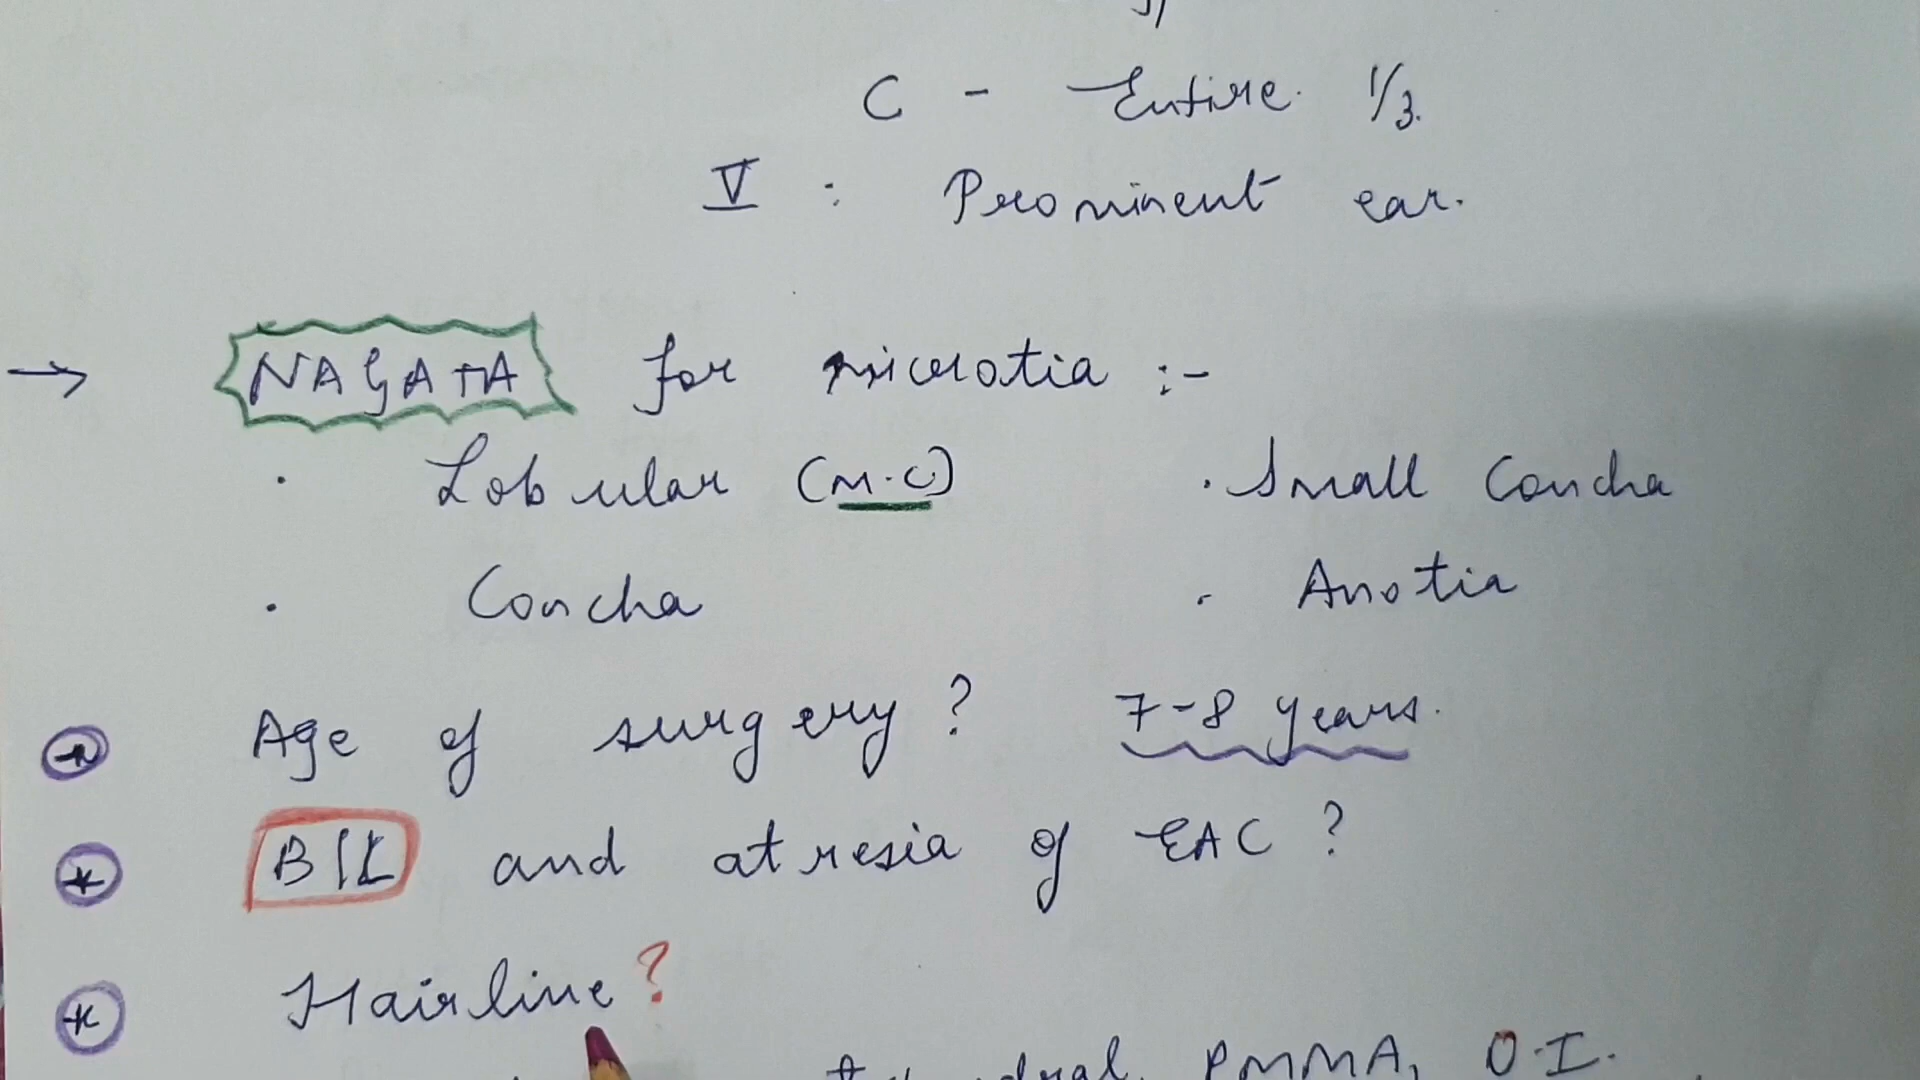 C - Entire 1/3.
V : Prominent ear.
→ NAGATA for microtia :-
· Lobular (M.C) · Small Concha
· Concha · Anotia
Age of surgery? 7-8 years.
B/L and atresia of EAC ?
Hairline?
PMMA, O.I.